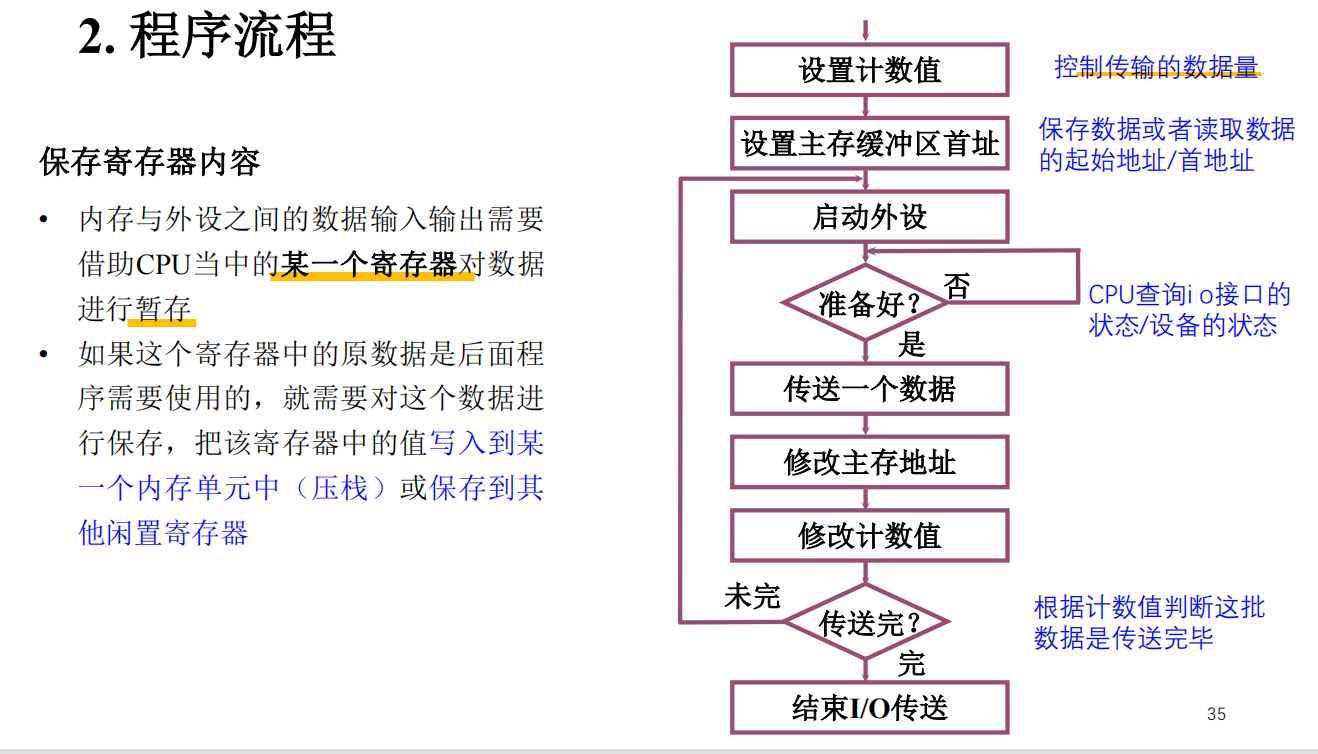 2. 程序流程
保存寄存器内容
• 内存与外设之间的数据输入输出需要
借助CPU当中的某一个寄存器对数据
进行暂存
• 如果这个寄存器中的原数据是后面程
序需要使用的，就需要对这个数据进
行保存，把该寄存器中的值写入到某
一个内存单元中（压栈）或保存到其
他闲置寄存器
设置计数值
控制传输的数据量
设置主存缓冲区首址
保存数据或者读取数据
的起始地址/首地址
启动外设
准备好?
否
CPU查询i o接口的
状态/设备的状态
是
传送一个数据
修改主存地址
修改计数值
未完
传送完?
根据计数值判断这批
数据是传送完毕
完
结束I/O传送
35